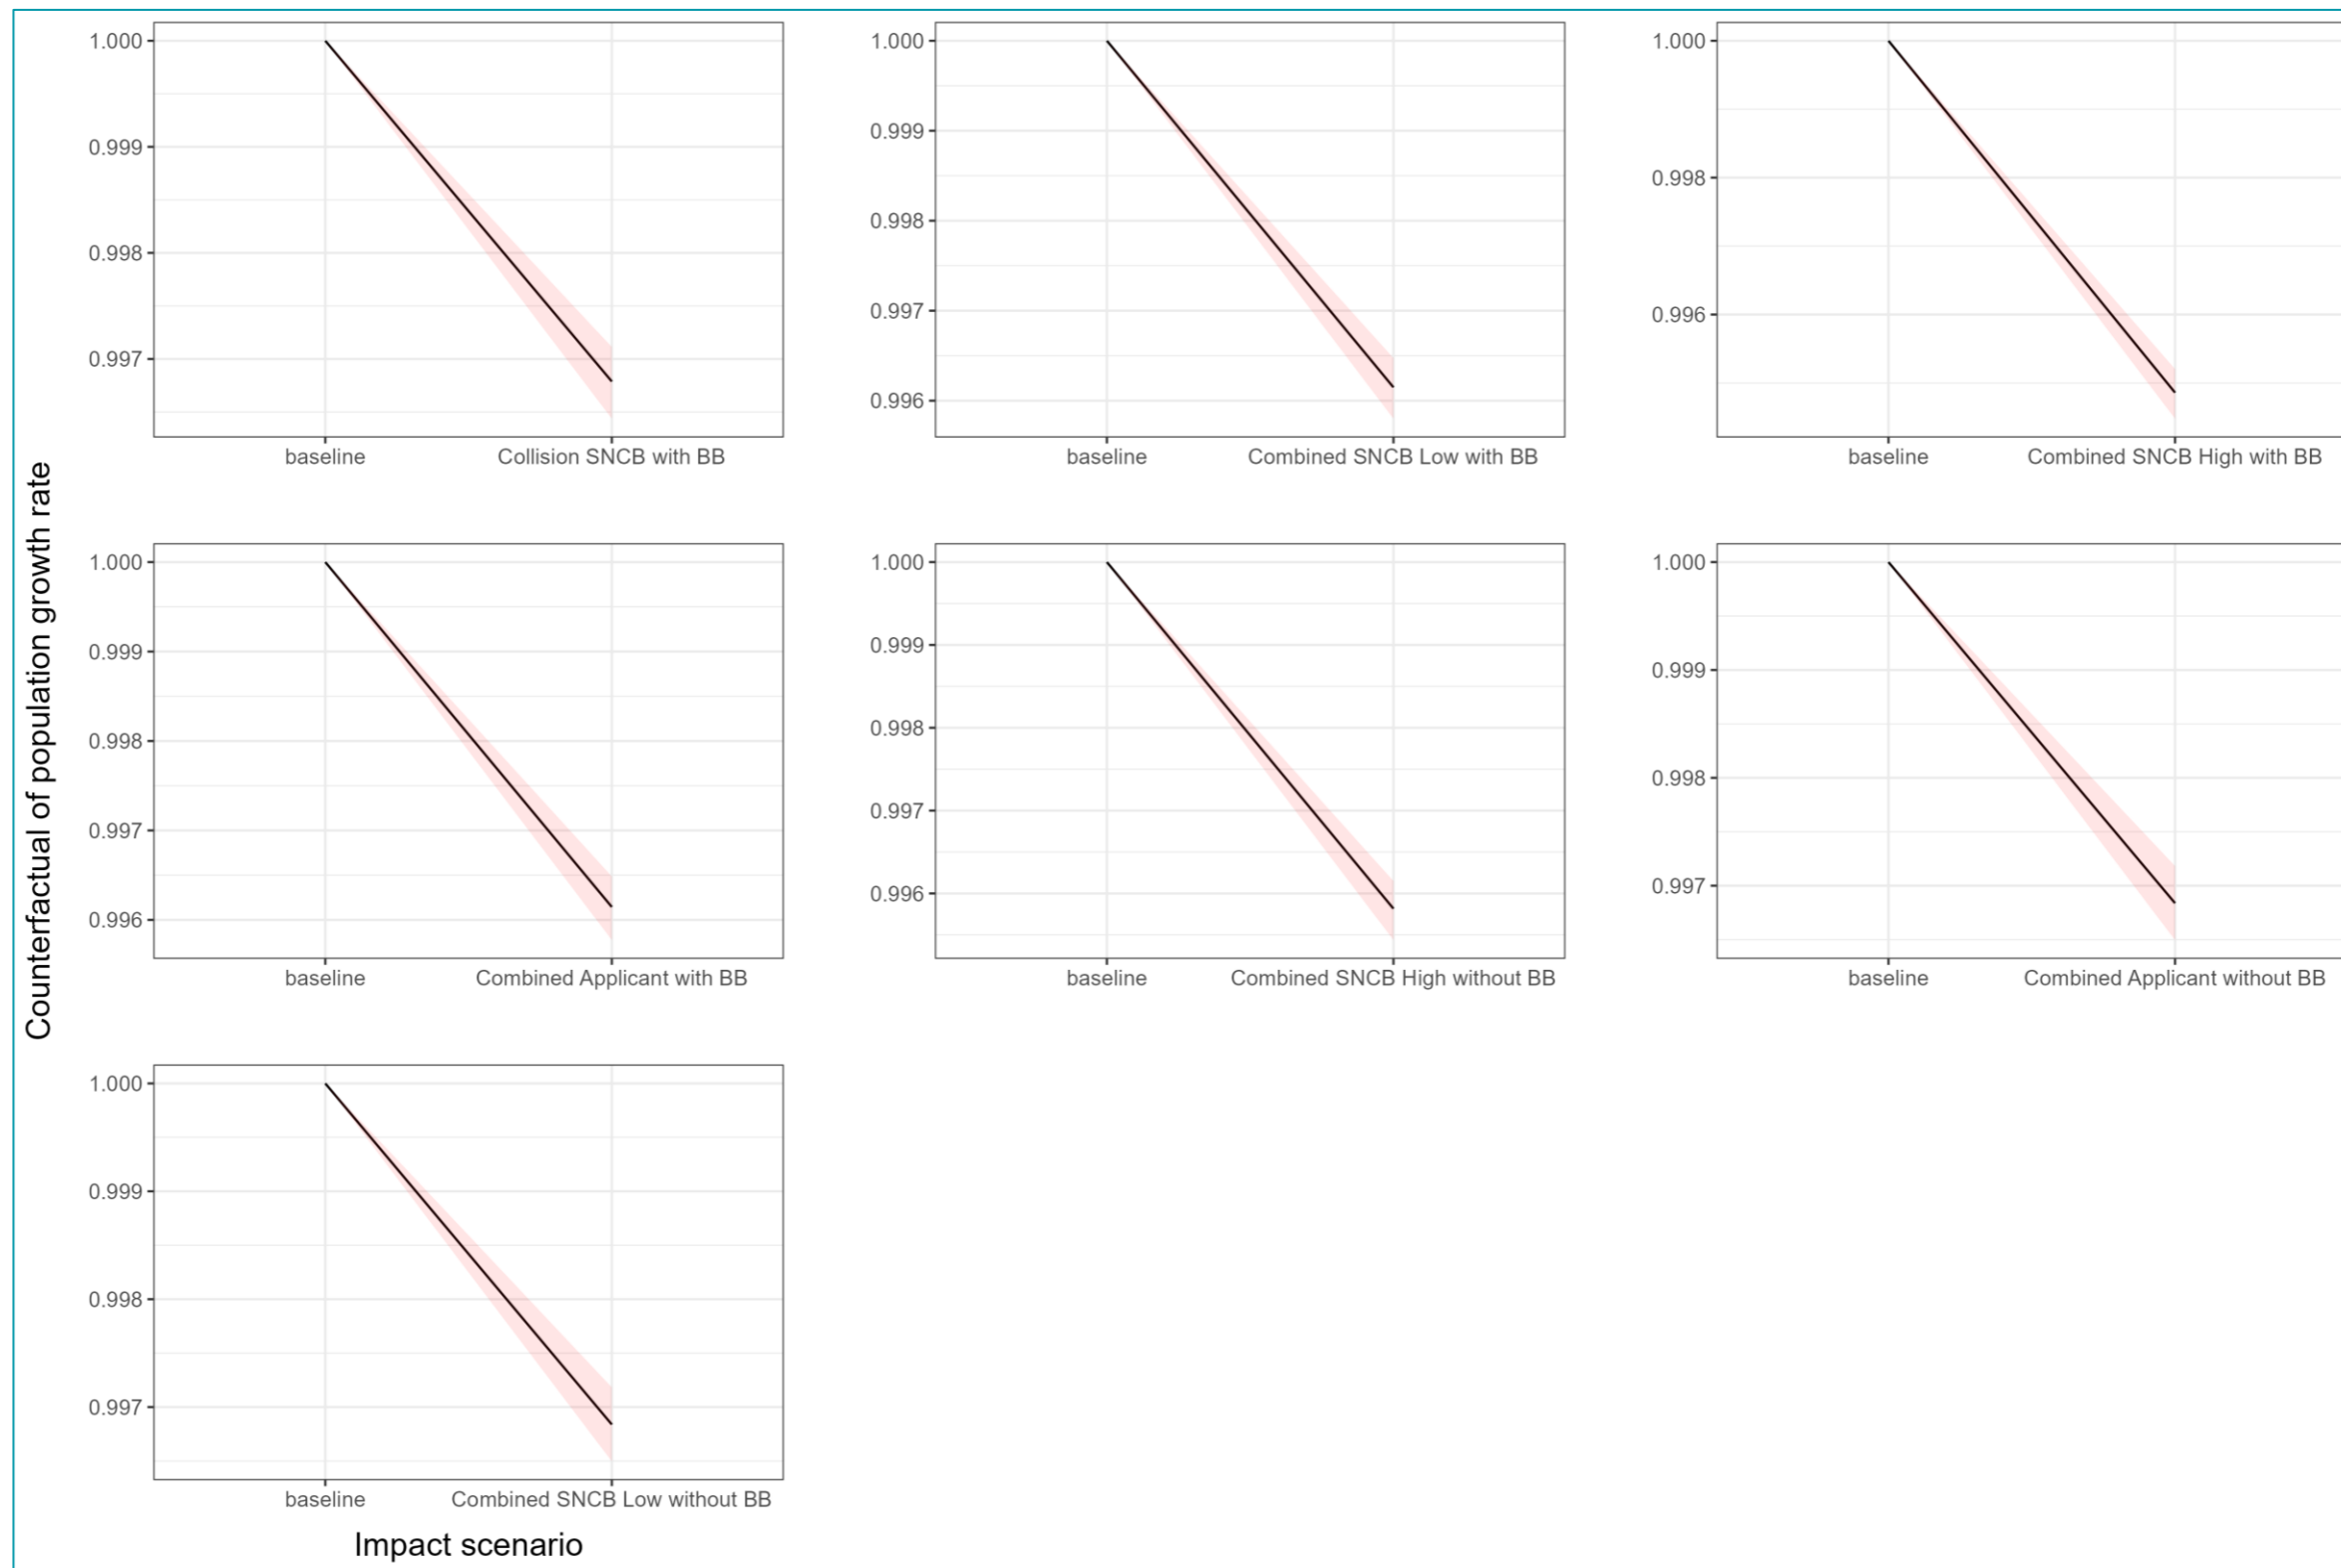 Counterfactual of population growth rate
1.000
0.999
0.998
0.997
baseline
Collision SNCB with BB
1.000
0.999
0.998
0.997
0.996
baseline
Combined SNCB Low with BB
1.000
0.998
0.996
baseline
Combined SNCB High with BB
1.000
0.999
0.998
0.997
0.996
baseline
Combined Applicant with BB
1.000
0.999
0.998
0.997
0.996
baseline
Combined SNCB High without BB
1.000
0.999
0.998
0.997
baseline
Combined Applicant without BB
1.000
0.999
0.998
0.997
baseline
Combined SNCB Low without BB
Impact scenario